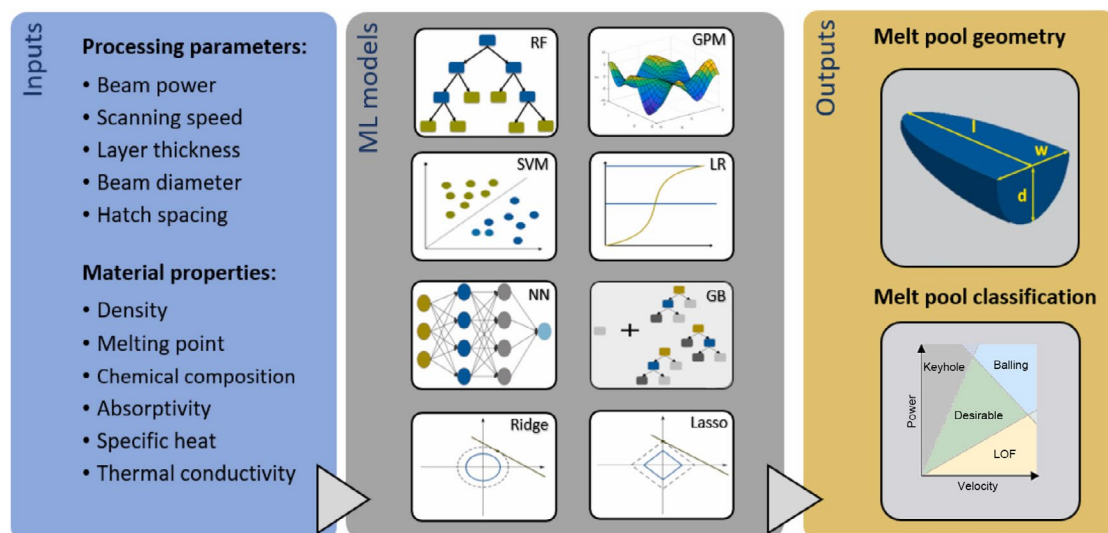 Inputs
Processing parameters:
• Beam power
• Scanning speed
• Layer thickness
• Beam diameter
• Hatch spacing
Material properties:
• Density
• Melting point
• Chemical composition
• Absorptivity
• Specific heat
• Thermal conductivity
ML models
RF
GPM
SVM
LR
NN
GB
+
Ridge
Lasso
Outputs
Melt pool geometry
l
w
d
Melt pool classification
Keyhole
Balling
Desirable
LOF
Power
Velocity